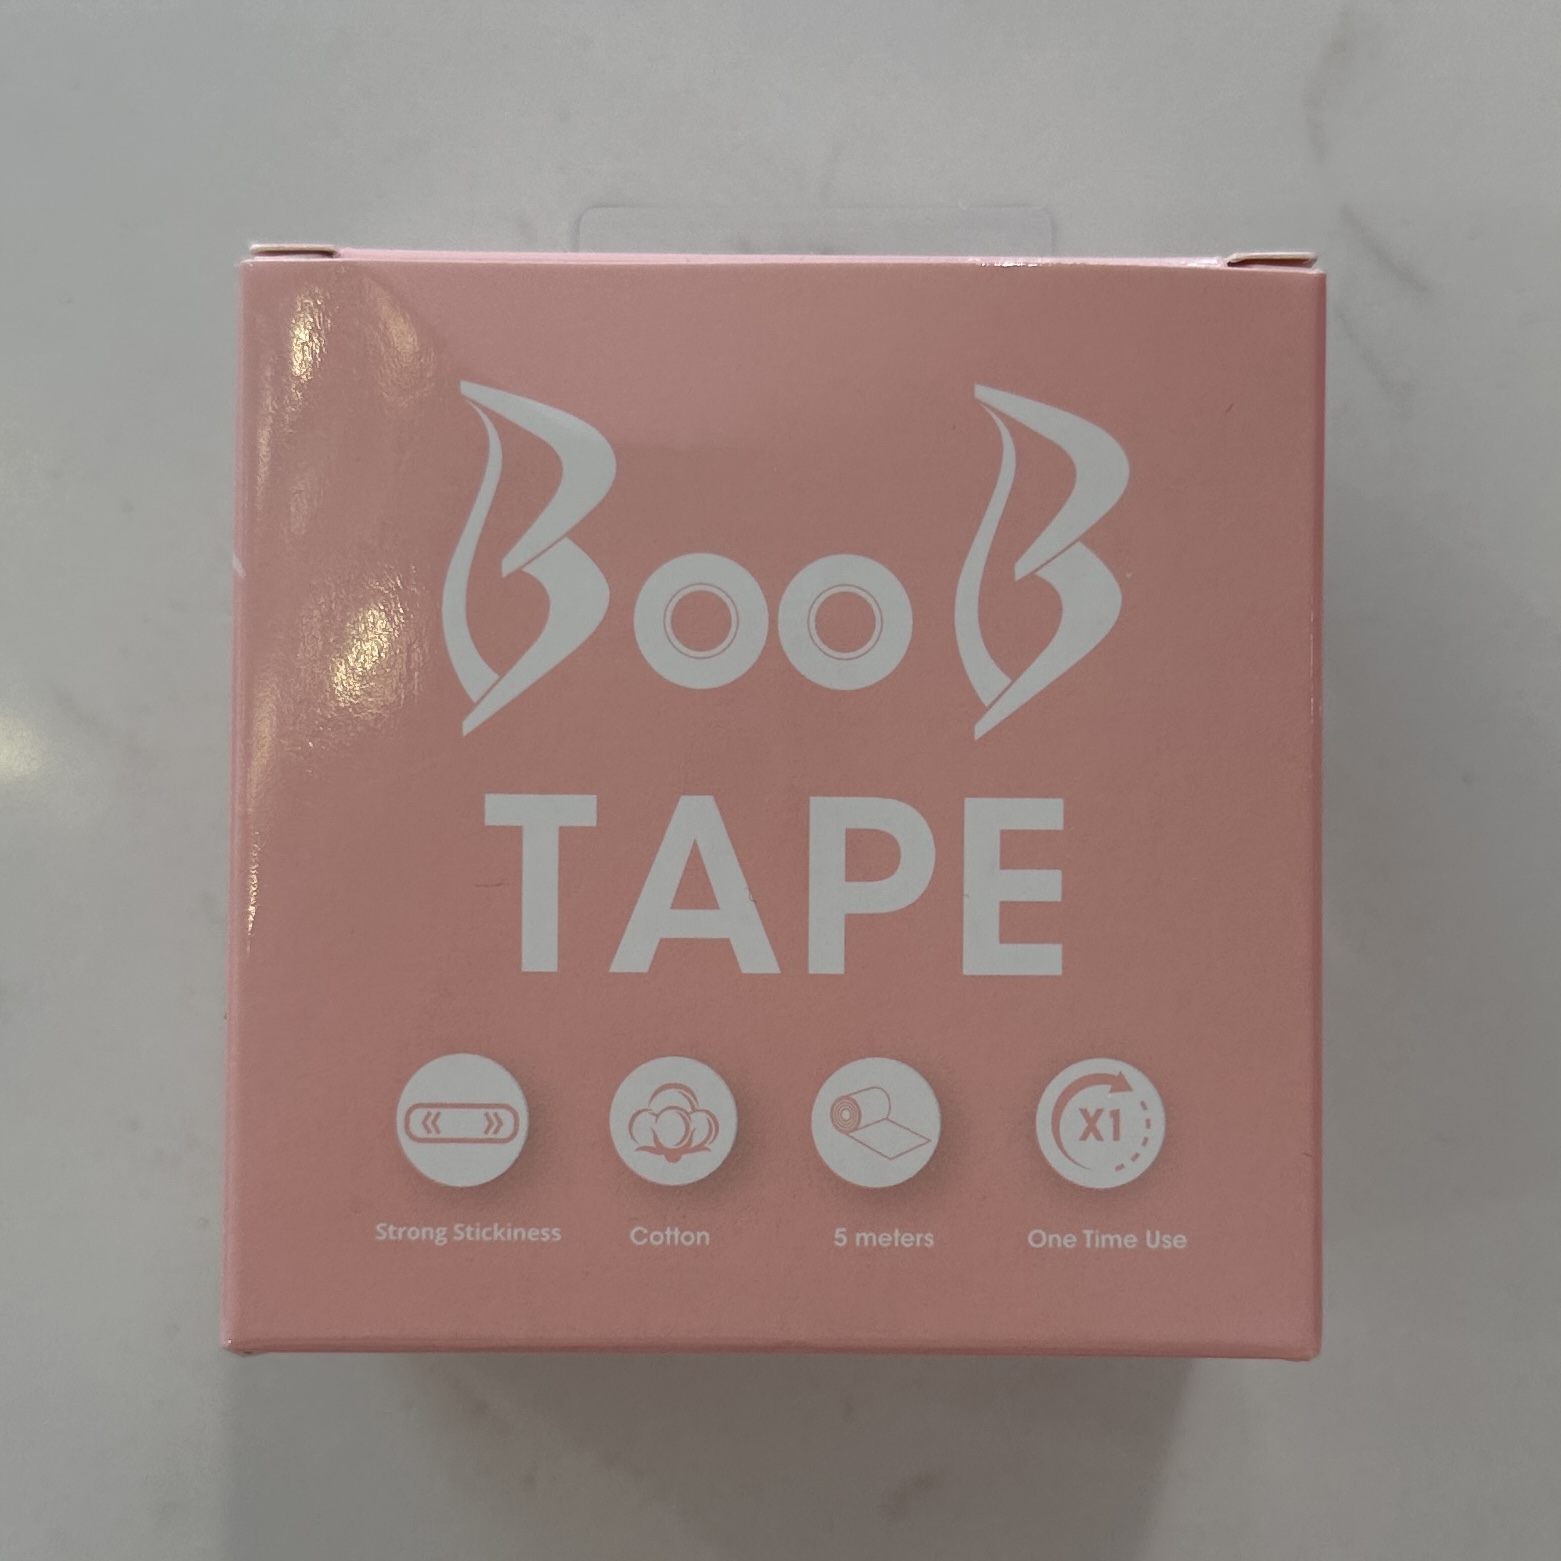 BooB
TAPE
X1
Strong Stickiness
Cotton
5 meters
One Time Use